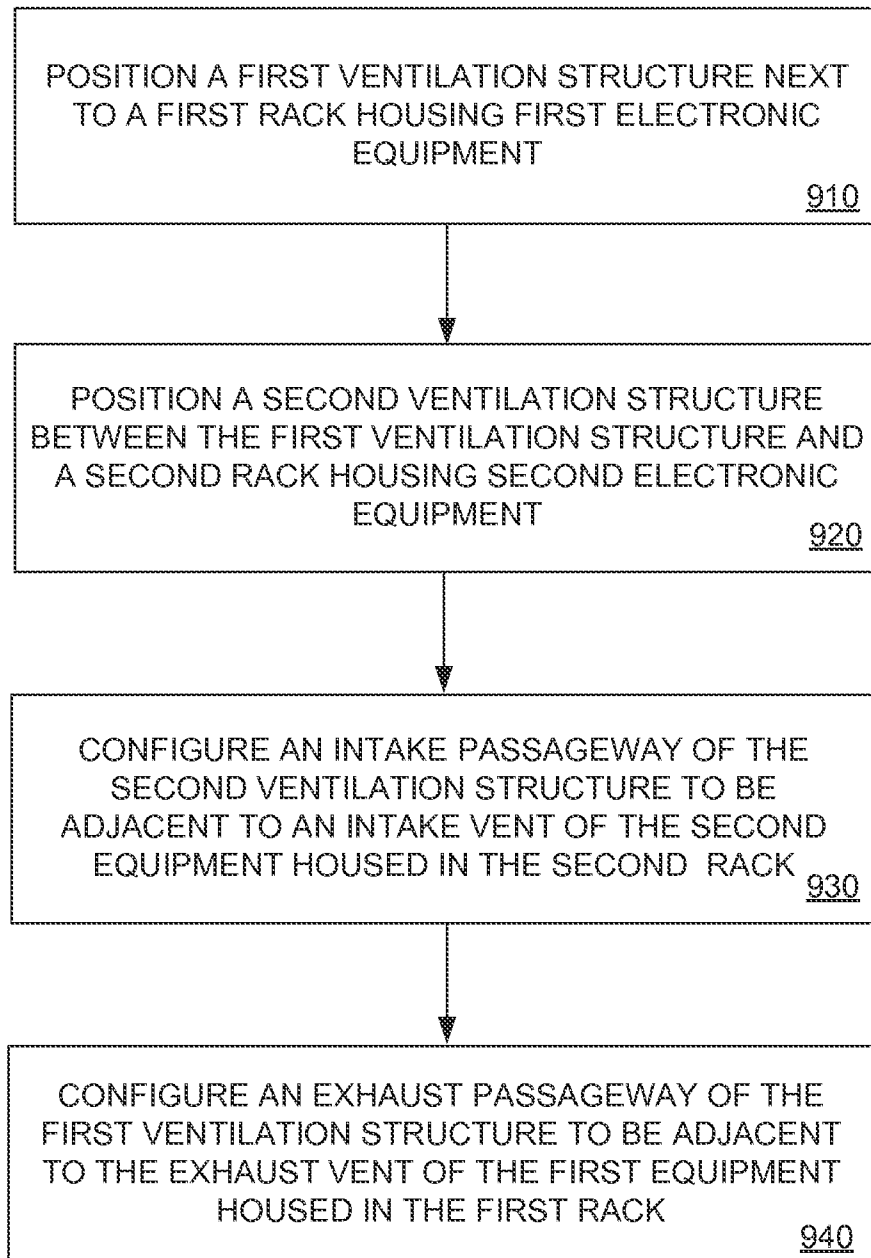 POSITION A FIRST VENTILATION STRUCTURE NEXT
TO A FIRST RACK HOUSING FIRST ELECTRONIC
EQUIPMENT
910
POSITION A SECOND VENTILATION STRUCTURE
BETWEEN THE FIRST VENTILATION STRUCTURE AND
A SECOND RACK HOUSING SECOND ELECTRONIC
EQUIPMENT
920
CONFIGURE AN INTAKE PASSAGEWAY OF THE
SECOND VENTILATION STRUCTURE TO BE
ADJACENT TO AN INTAKE VENT OF THE SECOND
EQUIPMENT HOUSED IN THE SECOND RACK
930
CONFIGURE AN EXHAUST PASSAGEWAY OF THE
FIRST VENTILATION STRUCTURE TO BE ADJACENT
TO THE EXHAUST VENT OF THE FIRST EQUIPMENT
HOUSED IN THE FIRST RACK
940